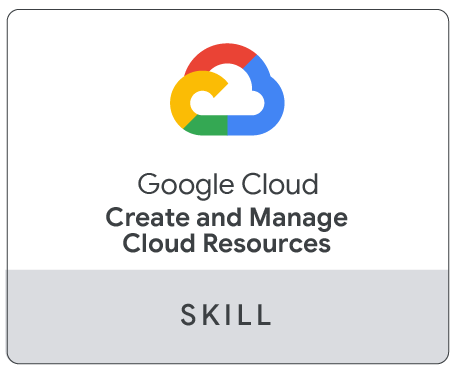 Google Cloud
Create and Manage
Cloud Resources
SKILL